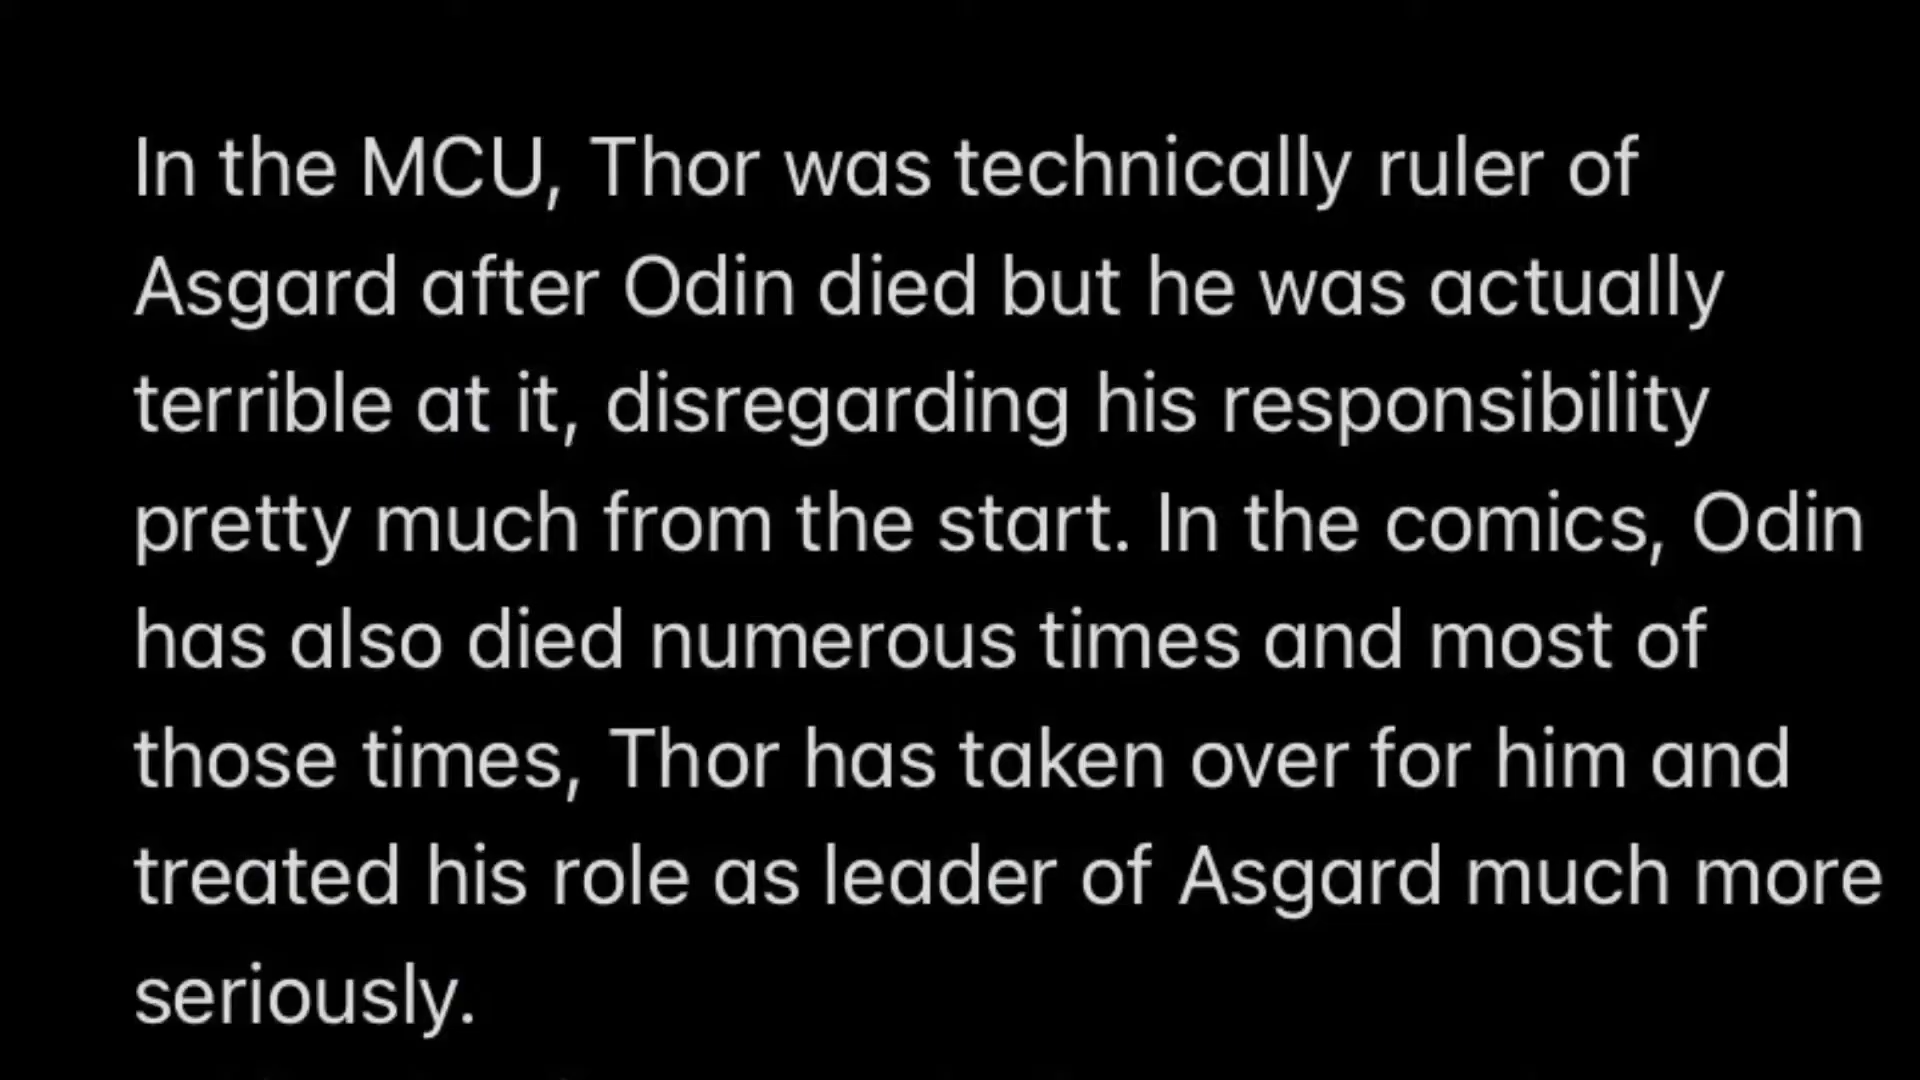 In the MCU, Thor was technically ruler of
Asgard after Odin died but he was actually
terrible at it, disregarding his responsibility
pretty much from the start. In the comics, Odin
has also died numerous times and most of
those times, Thor has taken over for him and
treated his role as leader of Asgard much more
seriously.